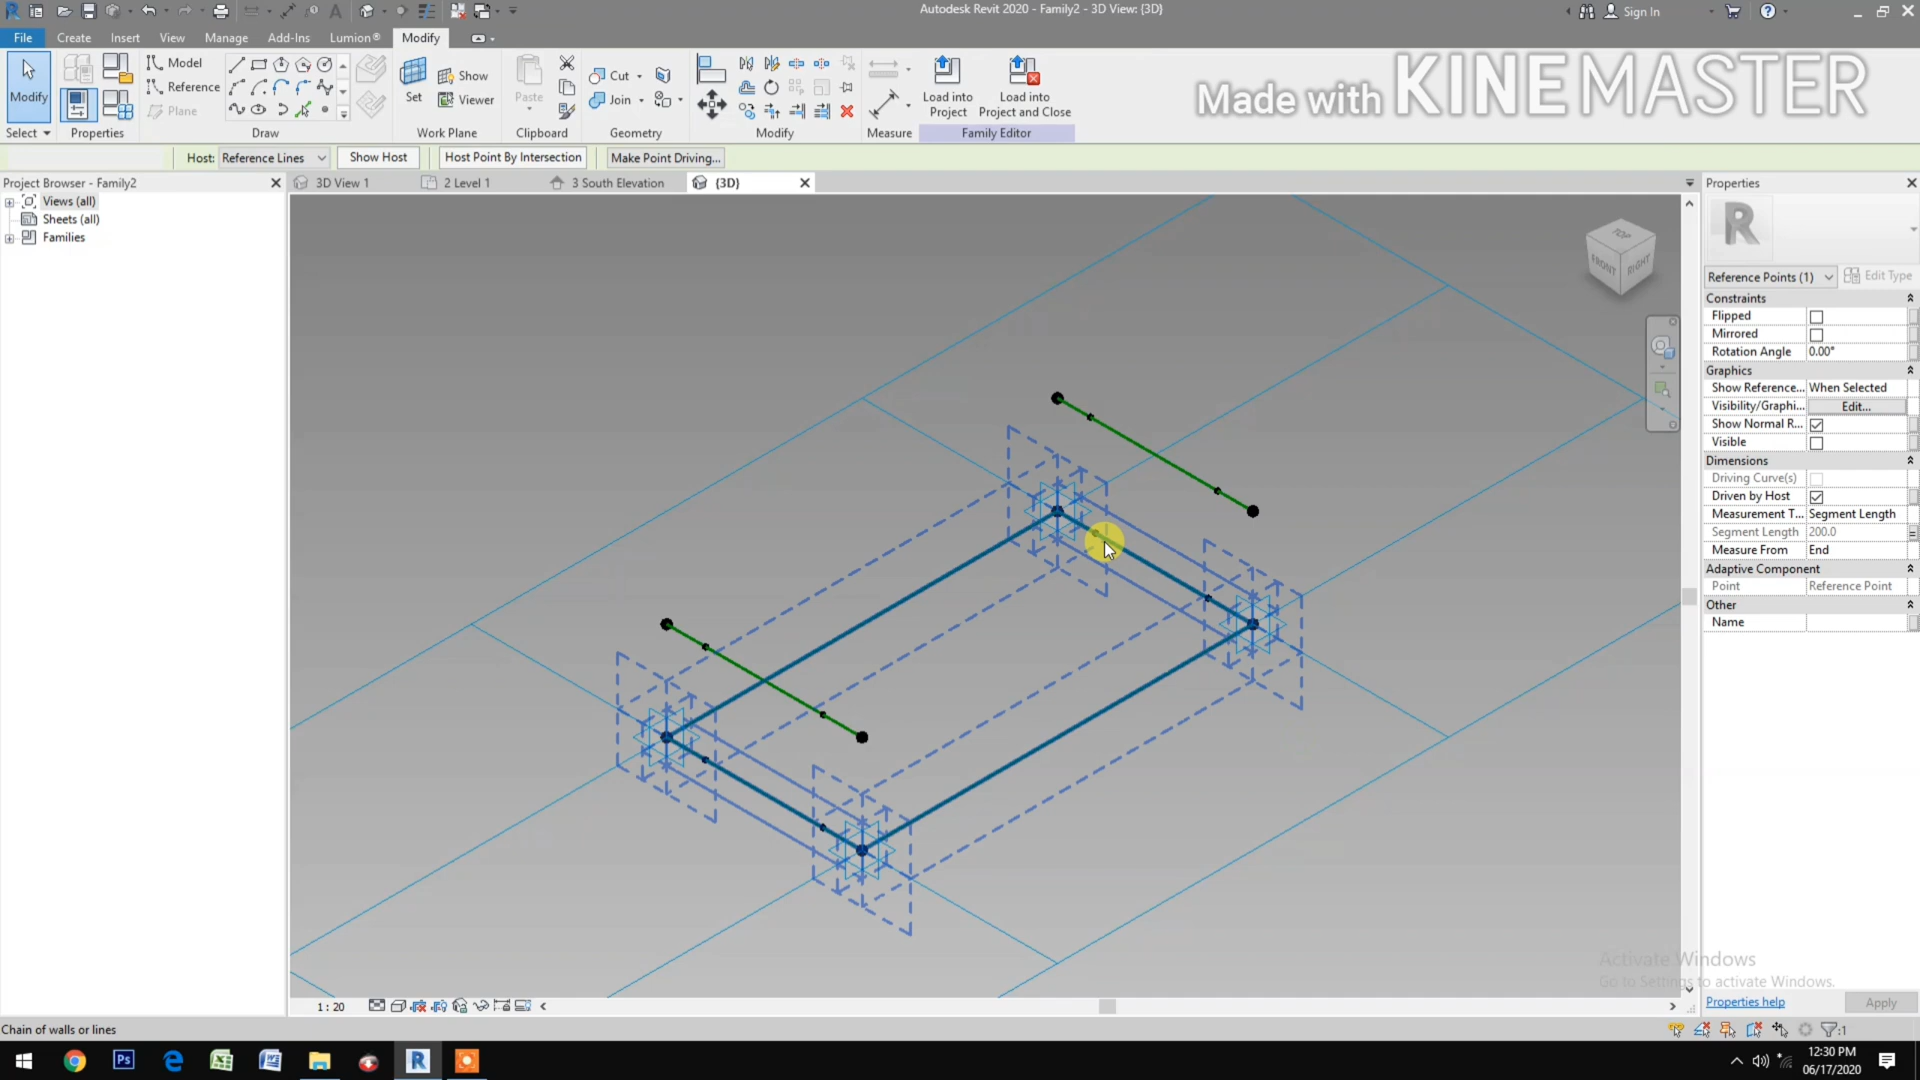 Autodesk Revit 2020 - Family2 - 3D View: {3D}
Sign In
File
Create
Insert
View
Manage
Add-Ins
Lumion®
Modify
Modify
Select
Properties
Model
Reference
Plane
Draw
Set
Show
Viewer
Work Plane
Paste
Clipboard
Cut
Join
Geometry
Modify
Measure
Load into
Project
Load into
Project and Close
Family Editor
Made with KINEMASTER
Host: Reference Lines
Show Host
Host Point By Intersection
Make Point Driving...
Project Browser - Family2
3D View 1
2 Level 1
3 South Elevation
{3D}
Properties
Views (all)
Sheets (all)
Families
TOP
FRONT
RIGHT
R
Reference Points (1)
Edit Type
Constraints
Flipped
Mirrored
Rotation Angle 0.00°
Graphics
Show Reference... When Selected
Visibility/Graphi... Edit...
Show Normal R...
Visible
Dimensions
Driving Curve(s)
Driven by Host
Measurement T... Segment Length
Segment Length 200.0
Measure From End
Adaptive Component
Point Reference Point
Other
Name
Activate Windows
Go to Settings to activate Windows.
Properties help
Apply
1 : 20
Chain of walls or lines
:1
12:30 PM
06/17/2020